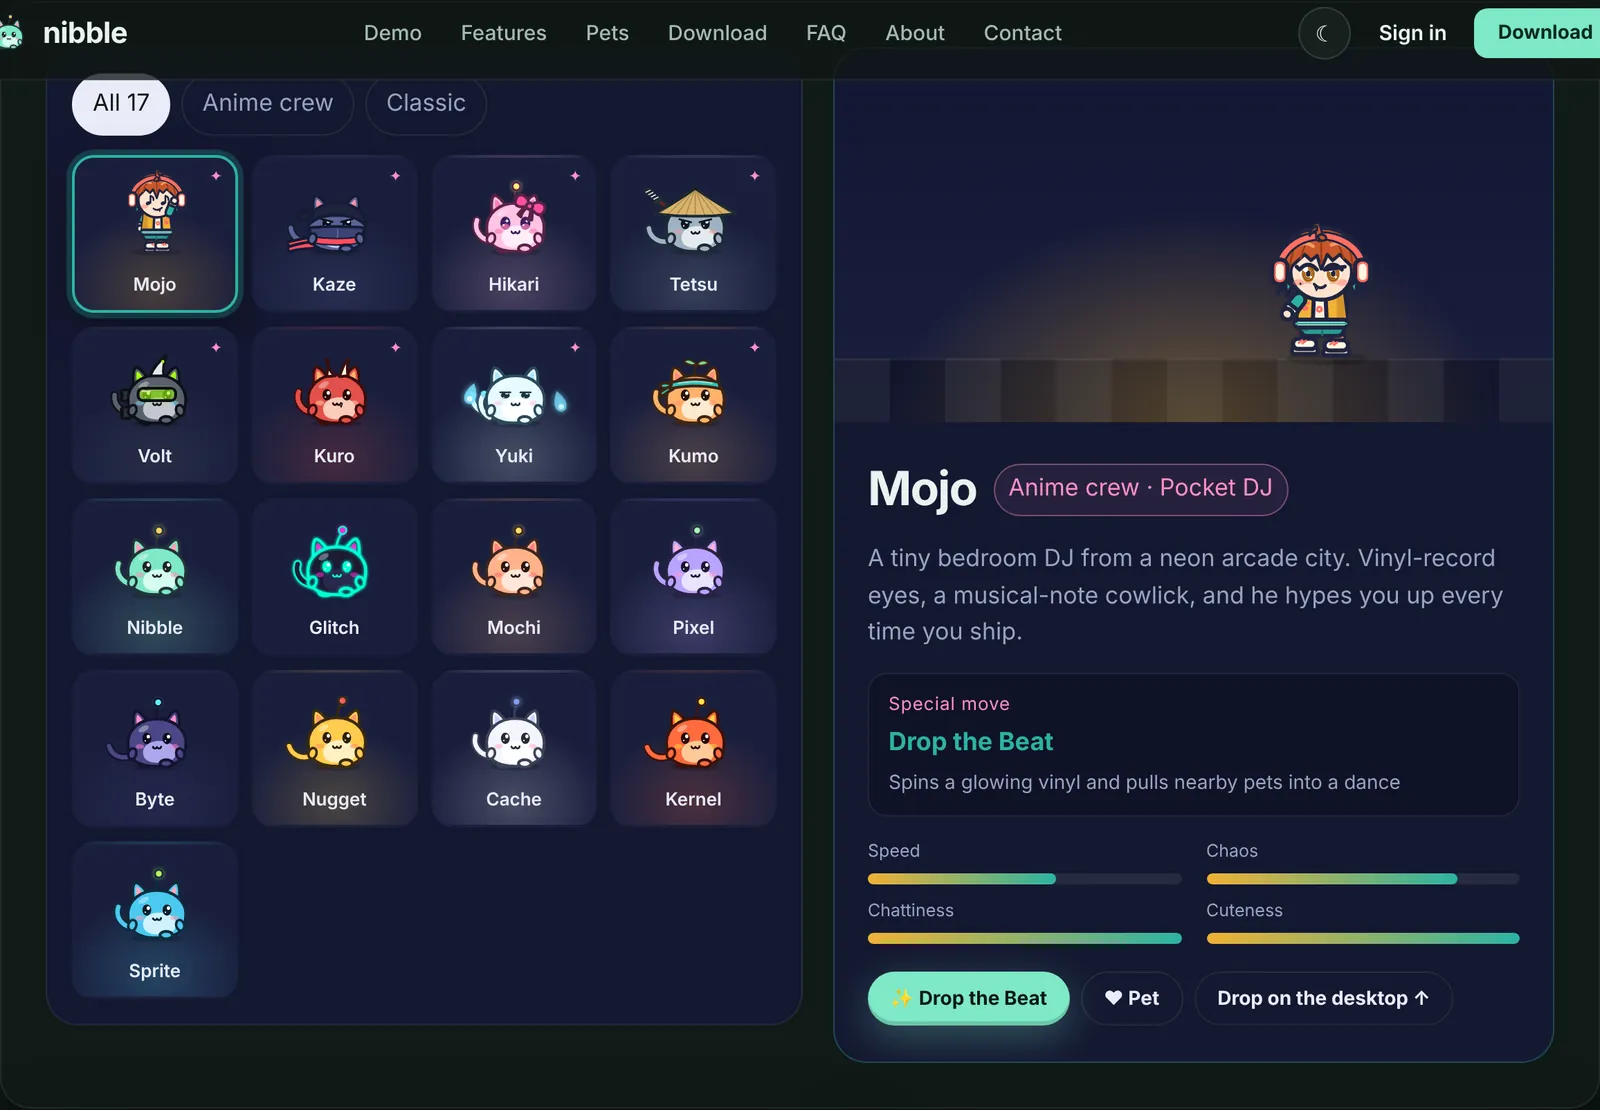 nibble
Demo
Features
Pets
Download
FAQ
About
Contact
Sign in
Download
All 17
Anime crew
Classic
Mojo
Kaze
Hikari
Tetsu
Volt
Kuro
Yuki
Kumo
Nibble
Glitch
Mochi
Pixel
Byte
Nugget
Cache
Kernel
Sprite
Mojo
Anime crew · Pocket DJ
A tiny bedroom DJ from a neon arcade city. Vinyl-record
eyes, a musical-note cowlick, and he hypes you up every
time you ship.
Special move
Drop the Beat
Spins a glowing vinyl and pulls nearby pets into a dance
Speed
Chaos
Chattiness
Cuteness
✨ Drop the Beat
♥ Pet
Drop on the desktop ↑